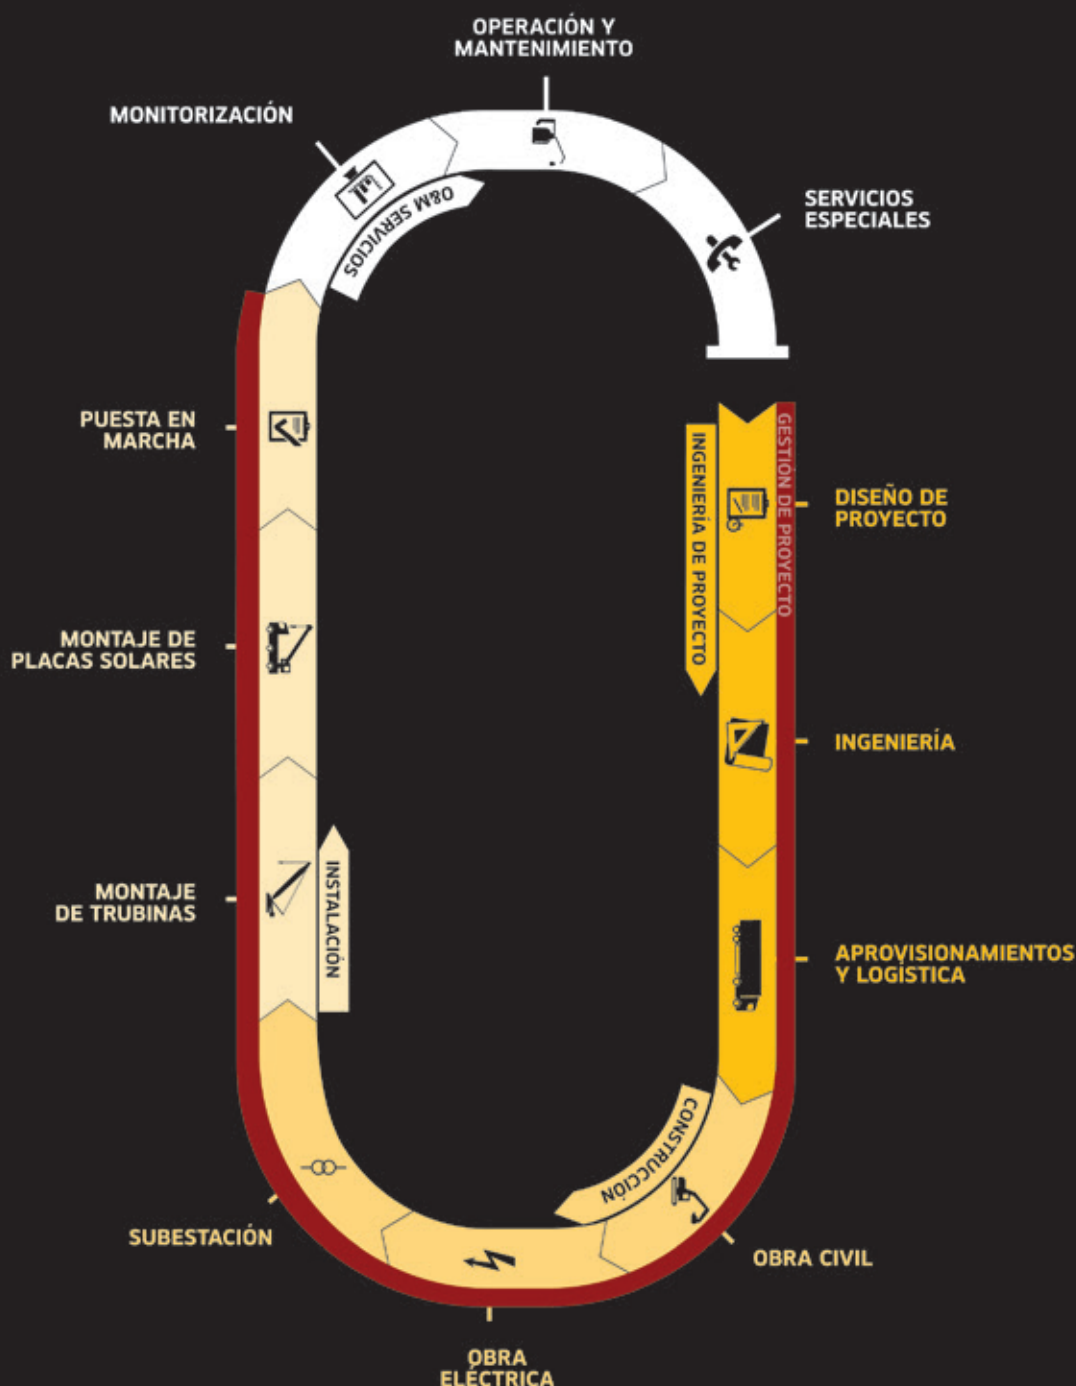 OPERACIÓN Y
MANTENIMIENTO
MONITORIZACIÓN
O&M SERVICIOS
SERVICIOS
ESPECIALES
PUESTA EN
MARCHA
GESTIÓN DE PROYECTO
INGENIERÍA DE PROYECTO
DISEÑO DE
PROYECTO
MONTAJE DE
PLACAS SOLARES
INGENIERÍA
MONTAJE
DE TRUBINAS
INSTALACIÓN
APROVISIONAMIENTOS
Y LOGÍSTICA
CONSTRUCCIÓN
SUBESTACIÓN
OBRA CIVIL
OBRA
ELÉCTRICA